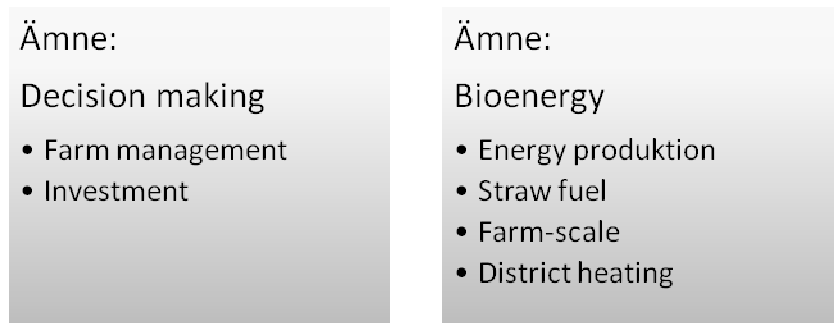 Ämne:
Decision making
• Farm management
• Investment
Ämne:
Bioenergy
• Energy produktion
• Straw fuel
• Farm-scale
• District heating